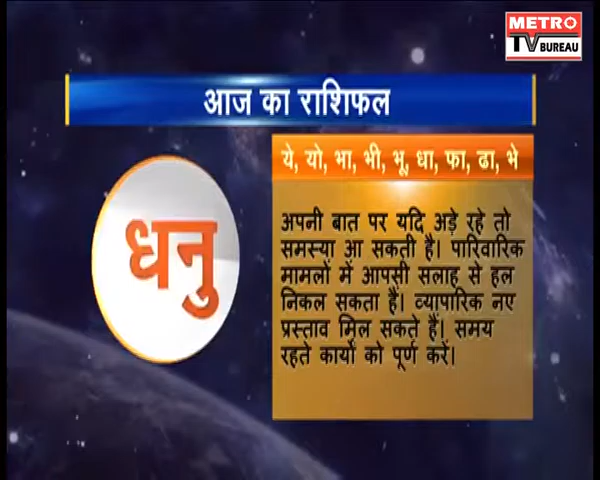 METRO
TV BUREAU
आज का राशिफल
ये, यो, भा, भी, भू, धा, फा, ढा, भे
धनु
अपनी बात पर यदि अड़े रहे तो
समस्या आ सकती है। पारिवारिक
मामलों में आपसी सलाह से हल
निकल सकता है। व्यापारिक नए
प्रस्ताव मिल सकते हैं। समय
रहते कार्यो को पूर्ण करें।